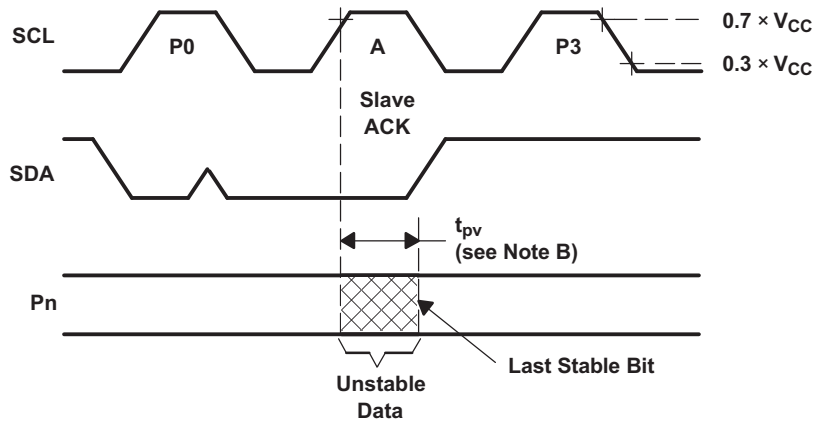 SCL
P0
A
P3
0.7 × VCC
0.3 × VCC
Slave
ACK
SDA
tpv
(see Note B)
Pn
Last Stable Bit
Unstable
Data